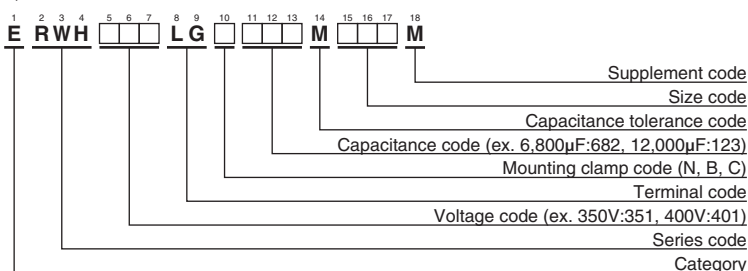 1 2 3 4 5 6 7 8 9 10 11 12 13 14 15 16 17 18
E RWH □□□ LG □ □□□ M □□□ M
Supplement code
Size code
Capacitance tolerance code
Capacitance code (ex. 6,800μF:682, 12,000μF:123)
Mounting clamp code (N, B, C)
Terminal code
Voltage code (ex. 350V:351, 400V:401)
Series code
Category